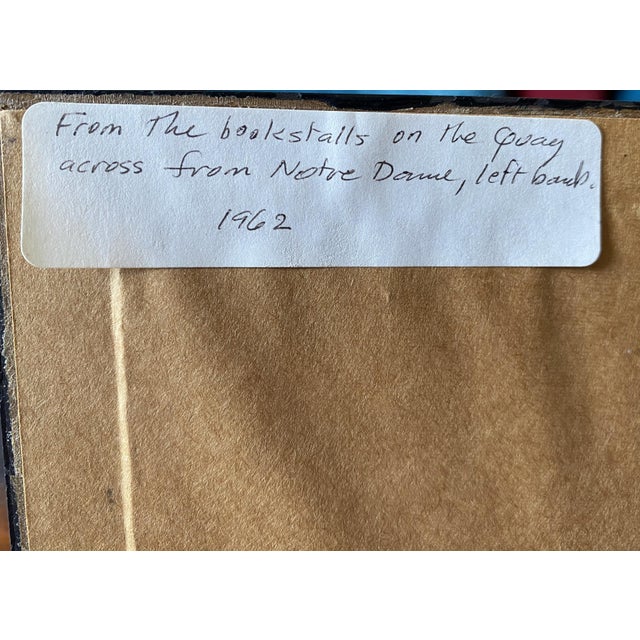 From The bookstalls on the Quay
across from Notre Dame, left bank.
1962